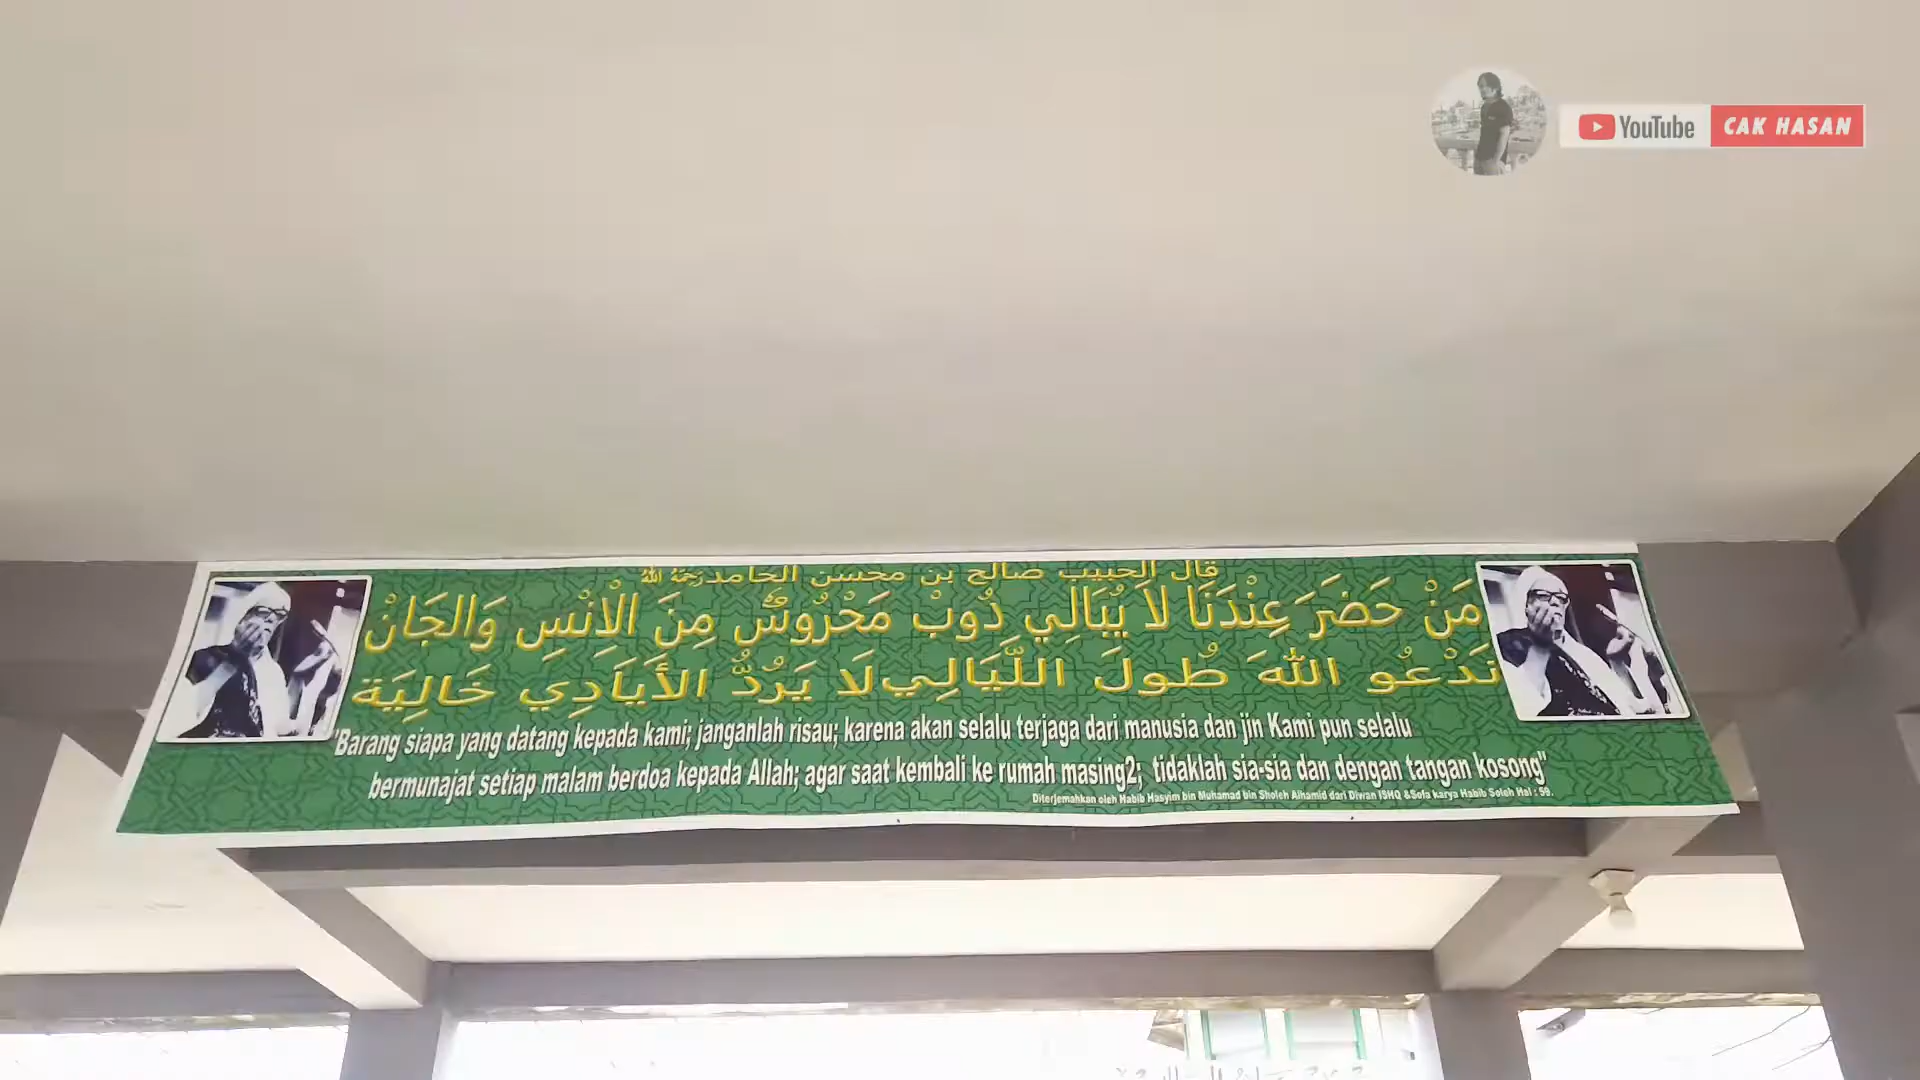 YouTube CAK HASAN
قال الحبيب صالح بن محسن الحامد رَحِمَهُ اللهُ
مَنْ حَضَرَ عِنْدَنَا لاَ يُبَالِي دُوبْ مَحْرُوسٌ مِنَ الْاِنْسِ وَالجَانْ
نَدْعُو اللهَ طُولَ اللَّيَالِي لَا يَرُدُّ الأَيَادِي خَالِيَة
"Barang siapa yang datang kepada kami; janganlah risau; karena akan selalu terjaga dari manusia dan jin Kami pun selalu
bermunajat setiap malam berdoa kepada Allah; agar saat kembali ke rumah masing2; tidaklah sia-sia dan dengan tangan kosong"
Diterjemahkan oleh Habib Hasyim bin Muhamad bin Sholeh Alhamid dari Diwan ISHQ &Sofa karya Habib Soleh Hal : 59.